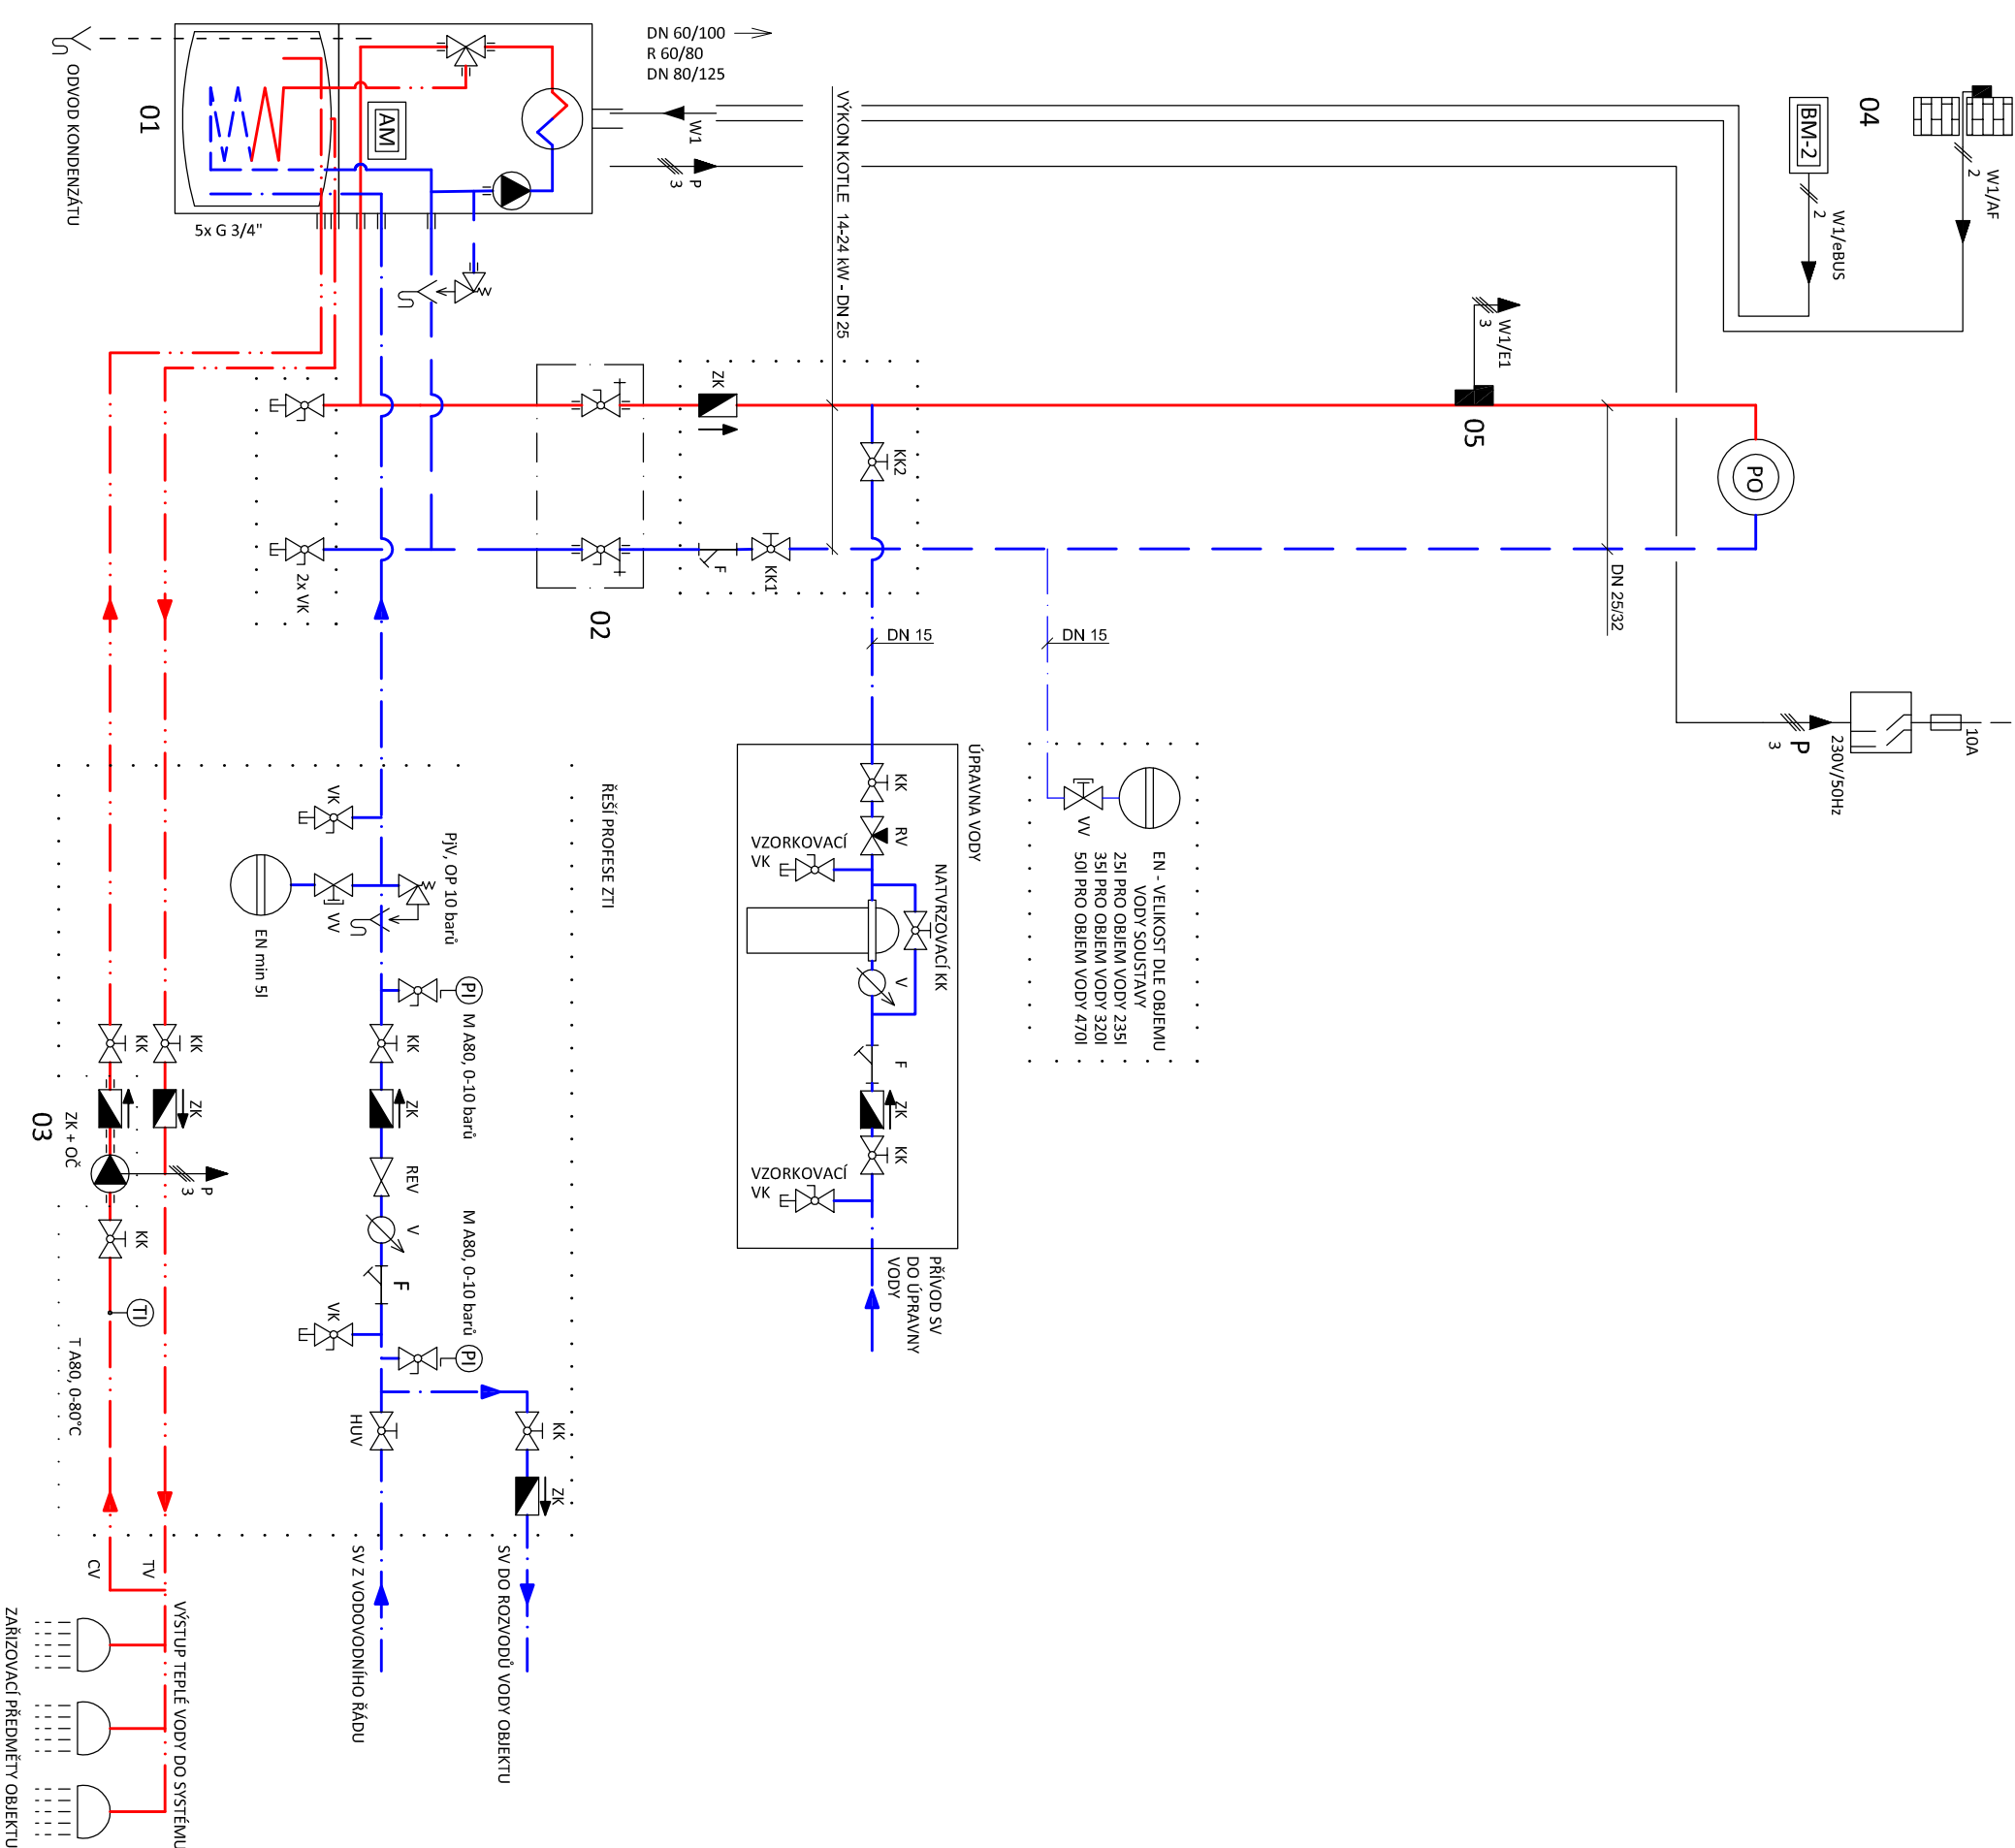 DN 60/100
R 60/80
DN 80/125
ODVOD KONDENZÁTU
01
AM
5x G 3/4"
W1
P
3
VÝKON KOTLE 14-24 kW - DN 25
04
BM-2
W1/AF
2
W1/eBUS
2
W1/E1
3
05
PO
ZK
KK2
KK1
F
02
2x VK
DN 25/32
DN 15
DN 15
10A
230V/50Hz
P
3
ÚPRAVNA VODY
KK
RV
VZORKOVACÍ
VK
NATVRZOVACÍ KK
V
F
ZK
KK
VZORKOVACÍ
VK
PŘÍVOD SV
DO ÚPRAVNY
VODY
VV
EN - VELIKOST DLE OBJEMU
VODY SOUSTAVY
25l PRO OBJEM VODY 235l
35l PRO OBJEM VODY 320l
50l PRO OBJEM VODY 470l
ŘEŠÍ PROFESE ZTI
VK
PjV, OP 10 barů
VV
EN min 5l
PI
M A80, 0-10 barů
KK
ZK
REV
V
F
M A80, 0-10 barů
PI
VK
HUV
KK
ZK
SV Z VODOVODNÍHO ŘÁDU
SV DO ROZVODŮ VODY OBJEKTU
KK
KK
ZK
ZK + OČ
03
P
3
KK
TI
T A80, 0-80°C
CV
TV
VÝSTUP TEPLÉ VODY DO SYSTÉMU
ZAŘIZOVACÍ PŘEDMĚTY OBJEKTU